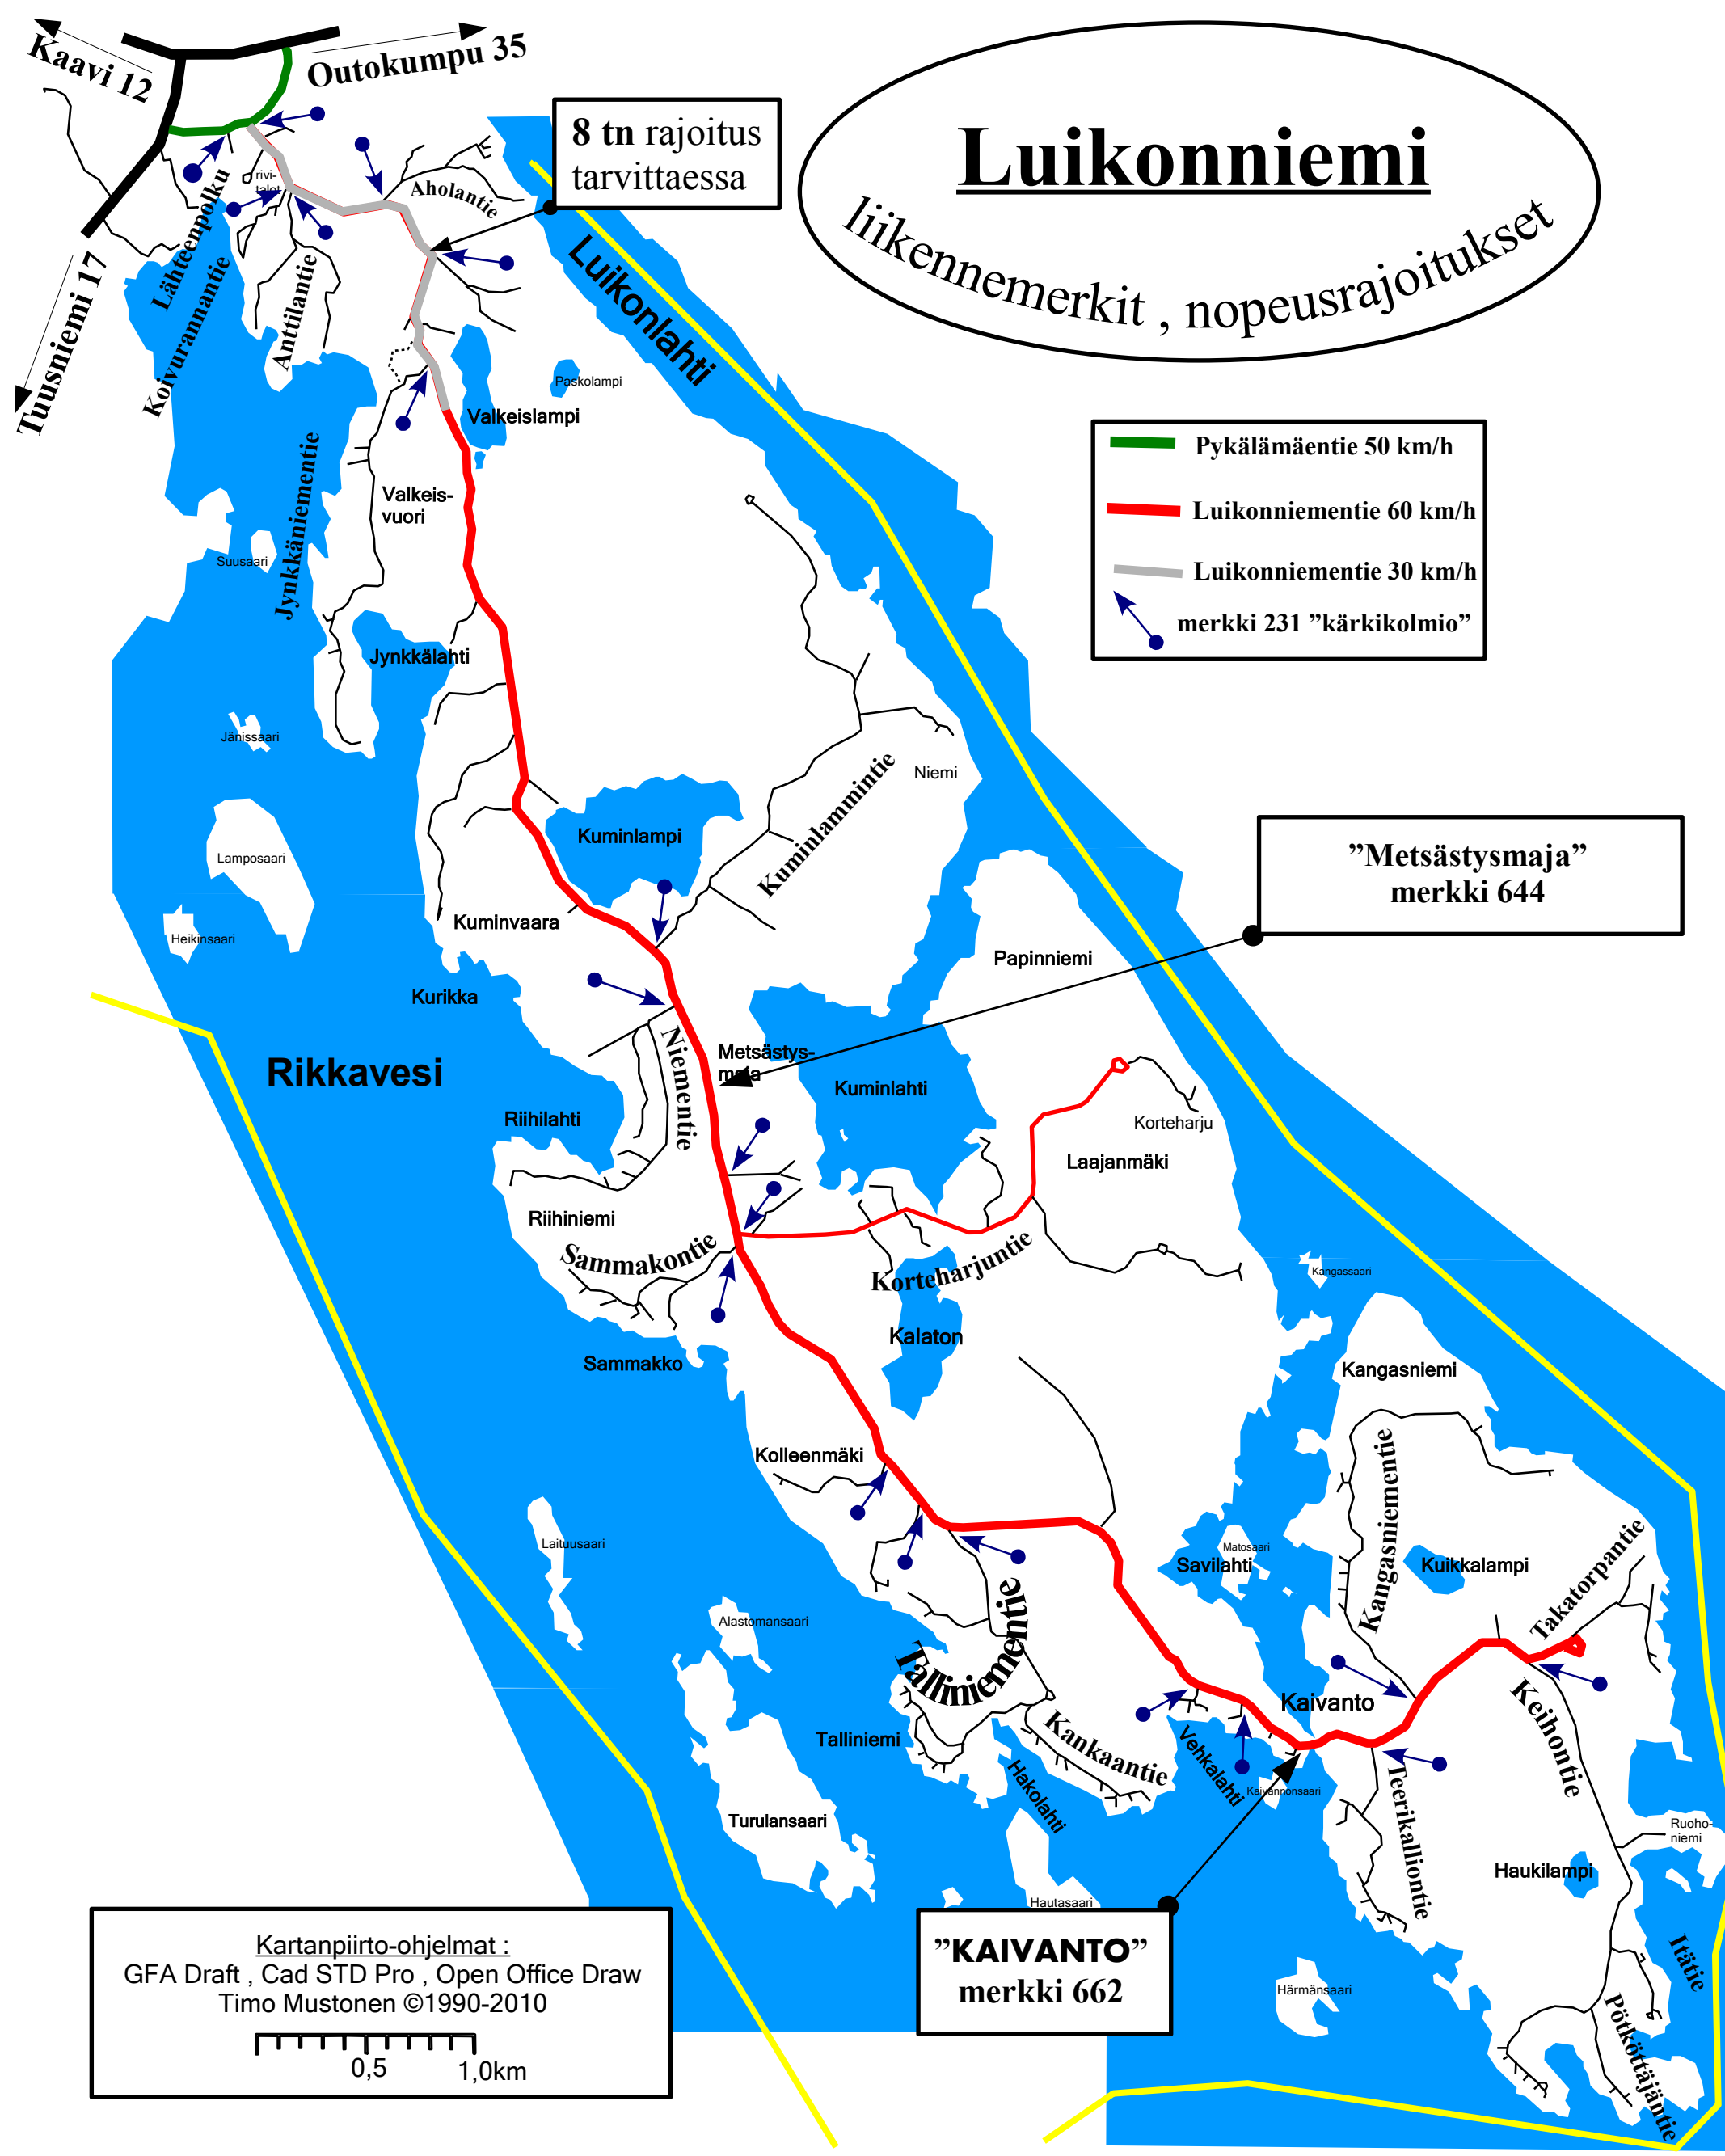 Kaavi 12
Outokumpu 35
Tuusniemi 17
8 tn rajoitus
tarvittaessa
Luikonniemi
liikennemerkit , nopeusrajoitukset
Pykälämäentie 50 km/h
Luikonniementie 60 km/h
Luikonniementie 30 km/h
merkki 231 ”kärkikolmio”
rivi-
talot
Aholantie
Lähteenpolku
Koivurannantie
Anttilantie
Luikonlahti
Paskolampi
Valkeislampi
Jynkkäniementie
Valkeis-
vuori
Suusaari
Jynkkälahti
Jänissaari
Niemi
Kuminlammintie
Kuminlampi
Lamposaari
Kuminvaara
Heikinsaari
”Metsästysmaja”
merkki 644
Papinniemi
Kurikka
Rikkavesi
Niementie
Metsästys-
maja
Kuminlahti
Riihilahti
Korteharju
Laajanmäki
Riihiniemi
Sammakontie
Korteharjuntie
Kangassaari
Kalaton
Sammakko
Kangasniemi
Kolleenmäki
Kangasniementie
Laituusaari
Matosaari
Savilahti
Kuikkalampi
Takatorpantie
Alastomansaari
Talliniementie
Kaivanto
Keihontie
Talliniemi
Kankaantie
Vehkalahti
Hakolahti
Kaivannonsaari
Teerikalliontie
Turulansaari
Ruoho-
niemi
Haukilampi
Hautasaari
”KAIVANTO”
merkki 662
Itätie
Härmänsaari
Pötköttäjäntie
Kartanpiirto-ohjelmat :
GFA Draft , Cad STD Pro , Open Office Draw
Timo Mustonen ©1990-2010
0,5
1,0km